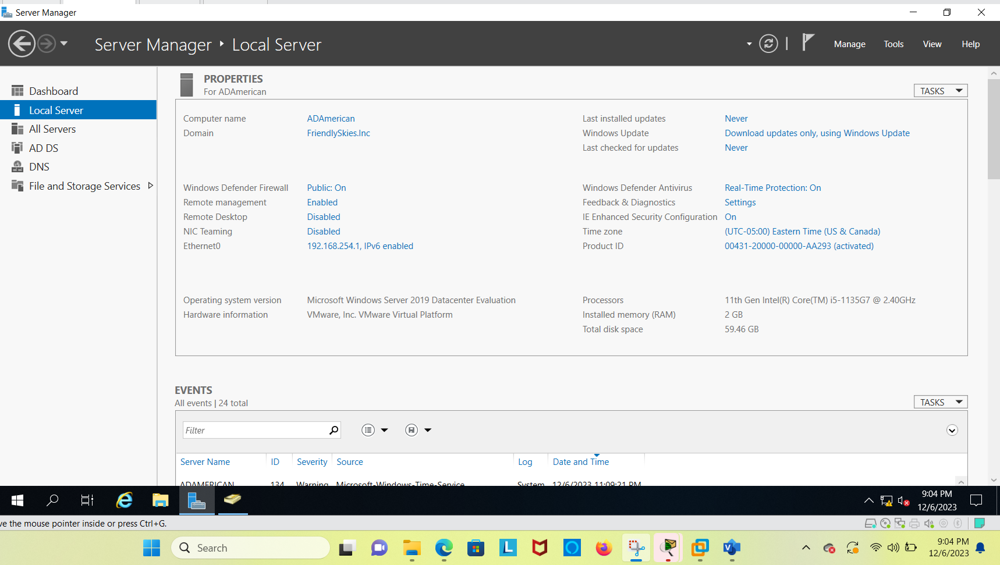 Server Manager
Server Manager Local Server
Manage Tools View Help
Dashboard
Local Server
All Servers
AD DS
DNS
File and Storage Services
PROPERTIES
For ADAmerican
TASKS
Computer name ADAmerican
Domain FriendlySkies.Inc
Last installed updates Never
Windows Update Download updates only, using Windows Update
Last checked for updates Never
Windows Defender Firewall Public: On
Remote management Enabled
Remote Desktop Disabled
NIC Teaming Disabled
Ethernet0 192.168.254.1, IPv6 enabled
Windows Defender Antivirus Real-Time Protection: On
Feedback & Diagnostics Settings
IE Enhanced Security Configuration On
Time zone (UTC-05:00) Eastern Time (US & Canada)
Product ID 00431-20000-00000-AA293 (activated)
Operating system version Microsoft Windows Server 2019 Datacenter Evaluation
Hardware information VMware, Inc. VMware Virtual Platform
Processors 11th Gen Intel(R) Core(TM) i5-1135G7 @ 2.40GHz
Installed memory (RAM) 2 GB
Total disk space 59.46 GB
EVENTS
All events | 24 total
TASKS
Filter
Server Name ID Severity Source Log Date and Time
ADAMERICAN 134 Warning Microsoft-Windows-Time-Service System 12/6/2023 11:09:21 PM
9:04 PM
12/6/2023
ve the mouse pointer inside or press Ctrl+G.
Search
L
V
9:04 PM
12/6/2023